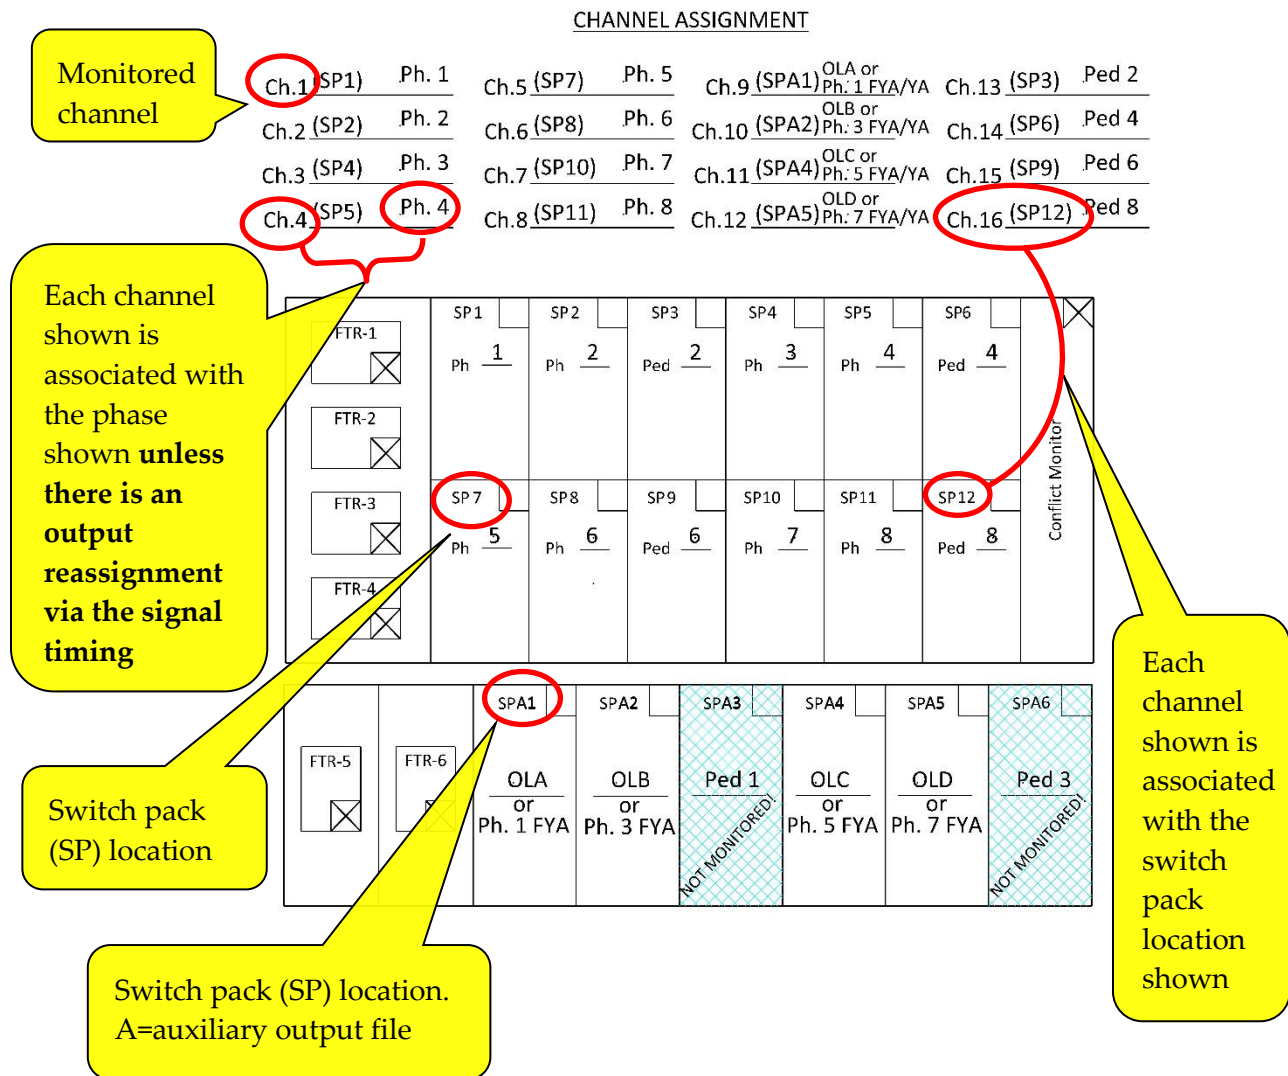 CHANNEL ASSIGNMENT
Monitored
channel
Ch.1 (SP1) Ph. 1
Ch.5 (SP7) Ph. 5
Ch.9 (SPA1) OLA or
Ph. 1 FYA/YA
Ch.13 (SP3) Ped 2
Ch.2 (SP2) Ph. 2
Ch.6 (SP8) Ph. 6
Ch.10 (SPA2) OLB or
Ph. 3 FYA/YA
Ch.14 (SP6) Ped 4
Ch.3 (SP4) Ph. 3
Ch.7 (SP10) Ph. 7
Ch.11 (SPA4) OLC or
Ph. 5 FYA/YA
Ch.15 (SP9) Ped 6
Ch.4 (SP5) Ph. 4
Ch.8 (SP11) Ph. 8
Ch.12 (SPA5) OLD or
Ph. 7 FYA/YA
Ch.16 (SP12) Ped 8
Each channel
shown is
associated with
the phase
shown unless
there is an
output
reassignment
via the signal
timing
FTR-1
FTR-2
FTR-3
FTR-4
SP1
Ph 1
SP2
Ph 2
SP3
Ped 2
SP4
Ph 3
SP5
Ph 4
SP6
Ped 4
SP7
Ph 5
SP8
Ph 6
SP9
Ped 6
SP10
Ph 7
SP11
Ph 8
SP12
Ped 8
Conflict Monitor
FTR-5
FTR-6
SPA1
OLA
or
Ph. 1 FYA
SPA2
OLB
or
Ph. 3 FYA
SPA3
Ped 1
NOT MONITORED!
SPA4
OLC
or
Ph. 5 FYA
SPA5
OLD
or
Ph. 7 FYA
SPA6
Ped 3
NOT MONITORED!
Switch pack
(SP) location
Switch pack (SP) location.
A=auxiliary output file
Each
channel
shown is
associated
with the
switch
pack
location
shown